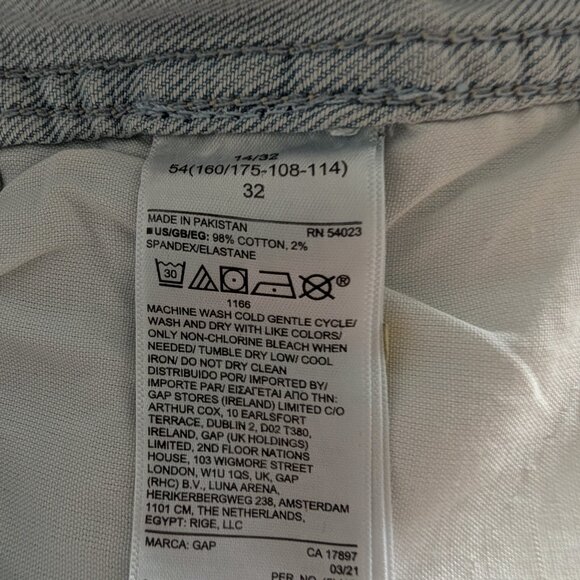 14/32
54(160/175-108-114)
32
MADE IN PAKISTAN RN 54023
US/GB/EG: 98% COTTON, 2%
SPANDEX/ELASTANE
30 ®
1166
MACHINE WASH COLD GENTLE CYCLE/
WASH AND DRY WITH LIKE COLORS/
ONLY NON-CHLORINE BLEACH WHEN
NEEDED/ TUMBLE DRY LOW/ COOL
IRON/ DO NOT DRY CLEAN
DISTRIBUIDO POR/ IMPORTED BY/
IMPORTE PAR/ ΕΙΣΑΓΕΤΑΙ ΑΠΟ ΤΗΝ:
GAP STORES (IRELAND) LIMITED C/O
ARTHUR COX, 10 EARLSFORT
TERRACE, DUBLIN 2, D02 T380,
IRELAND, GAP (UK HOLDINGS)
LIMITED, 2ND FLOOR NATIONS
HOUSE, 103 WIGMORE STREET
LONDON, W1U 1QS, UK, GAP
(RHC) B.V., LUNA ARENA,
HERIKERBERGWEG 238, AMSTERDAM
1101 CM, THE NETHERLANDS,
EGYPT: RIGE, LLC
MARCA: GAP CA 17897
03/21
PER. NO.